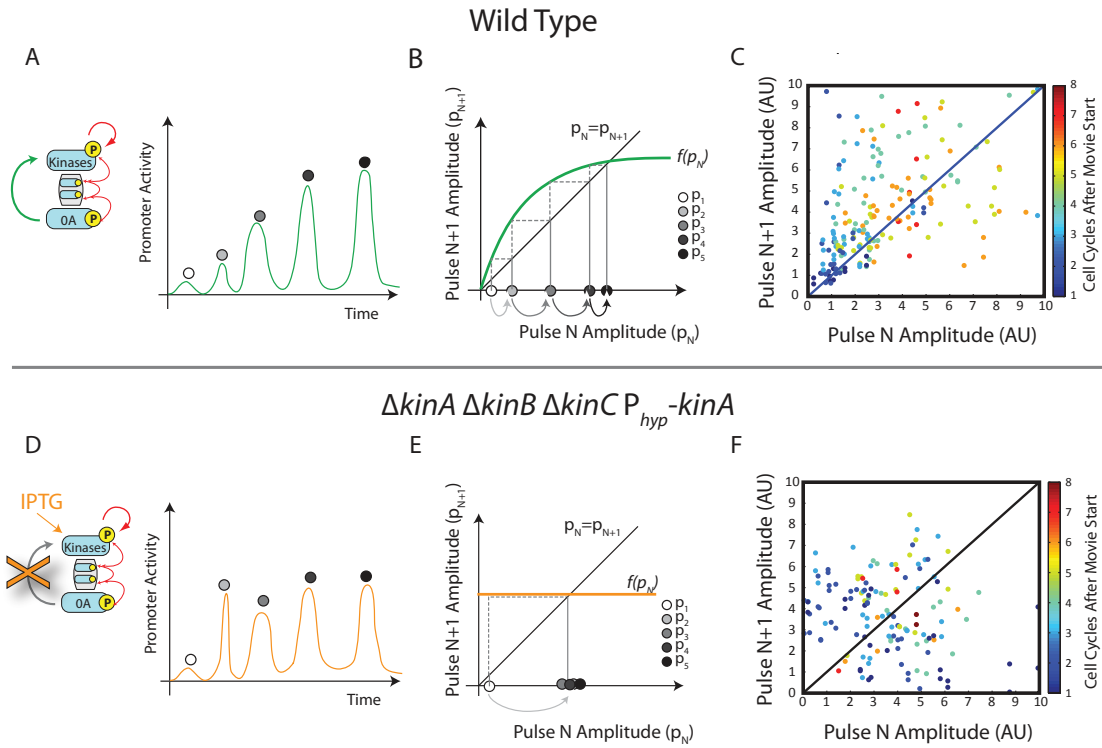 Wild Type
A
Kinases
P
0A
P
Promoter Activity
Time
B
Pulse N+1 Amplitude (pN+1)
pN=pN+1
f(pN)
p1
p2
p3
p4
p5
Pulse N Amplitude (pN)
C
Pulse N+1 Amplitude (AU)
10
9
8
7
6
5
4
3
2
1
0
0 1 2 3 4 5 6 7 8 9 10
Pulse N Amplitude (AU)
8
7
6
5
4
3
2
1
Cell Cycles After Movie Start
ΔkinA ΔkinB ΔkinC Phyp-kinA
D
IPTG
Kinases
P
0A
P
Promoter Activity
Time
E
Pulse N+1 Amplitude (pN+1)
pN=pN+1
f(pN)
p1
p2
p3
p4
p5
Pulse N Amplitude (pN)
F
Pulse N+1 Amplitude (AU)
10
9
8
7
6
5
4
3
2
1
0
0 1 2 3 4 5 6 7 8 9 10
Pulse N Amplitude (AU)
8
7
6
5
4
3
2
1
Cell Cycles After Movie Start